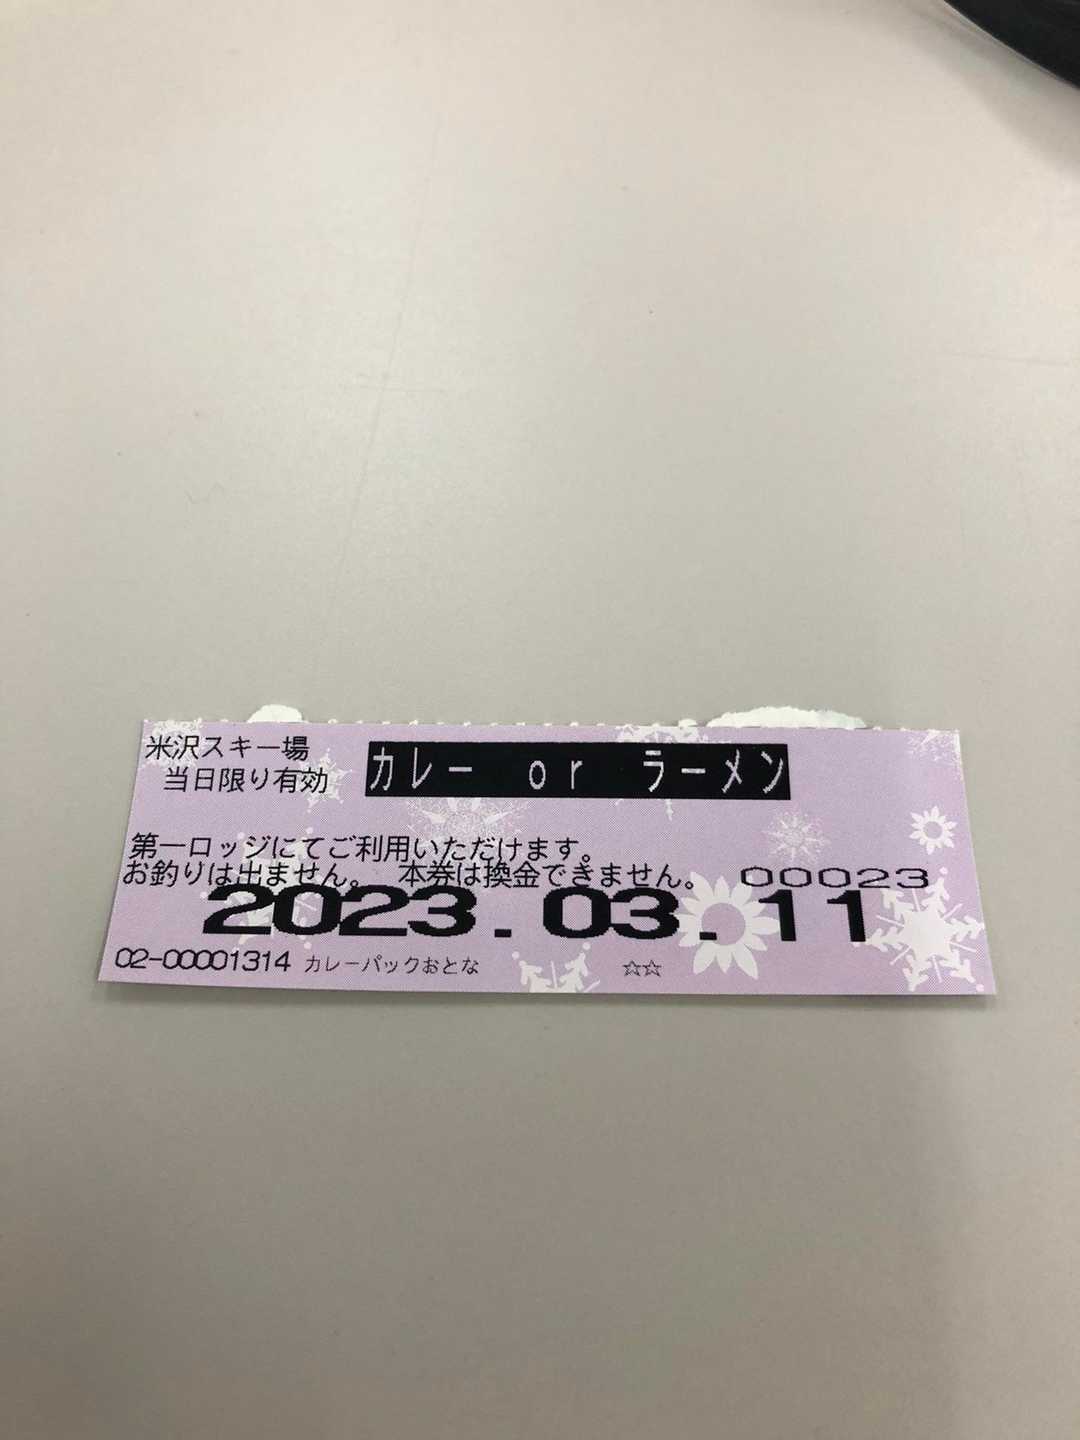 米沢スキー場
当日限り有効
カレー or ラーメン
第一ロッジにてご利用いただけます。
お釣りは出ません。 本券は換金できません。 00023
2023.03.11
02-00001314 カレーパックおとな ☆☆